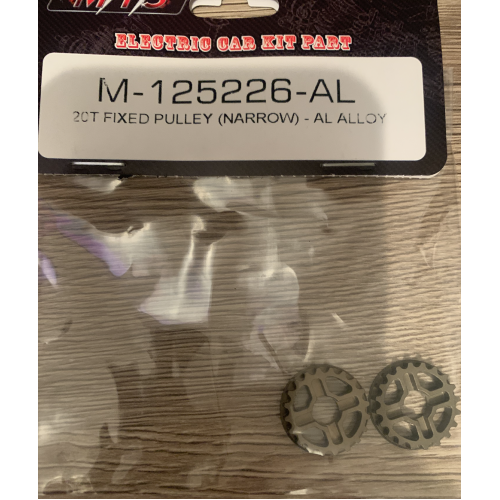 ELECTRIC CAR KIT PART
M-125226-AL
20T FIXED PULLEY (NARROW) - AL ALLOY